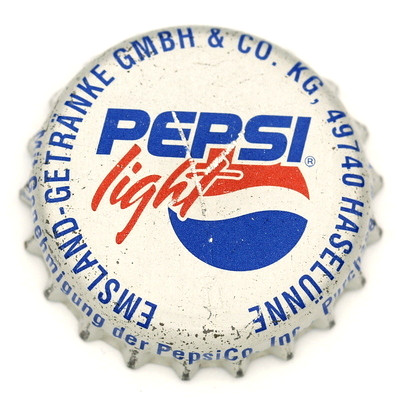 EMSLAND-GETRÄNKE GMBH & CO. KG, 49740 HASELÜNNE
PEPSI ®
light
der PepsiCo, Inc.